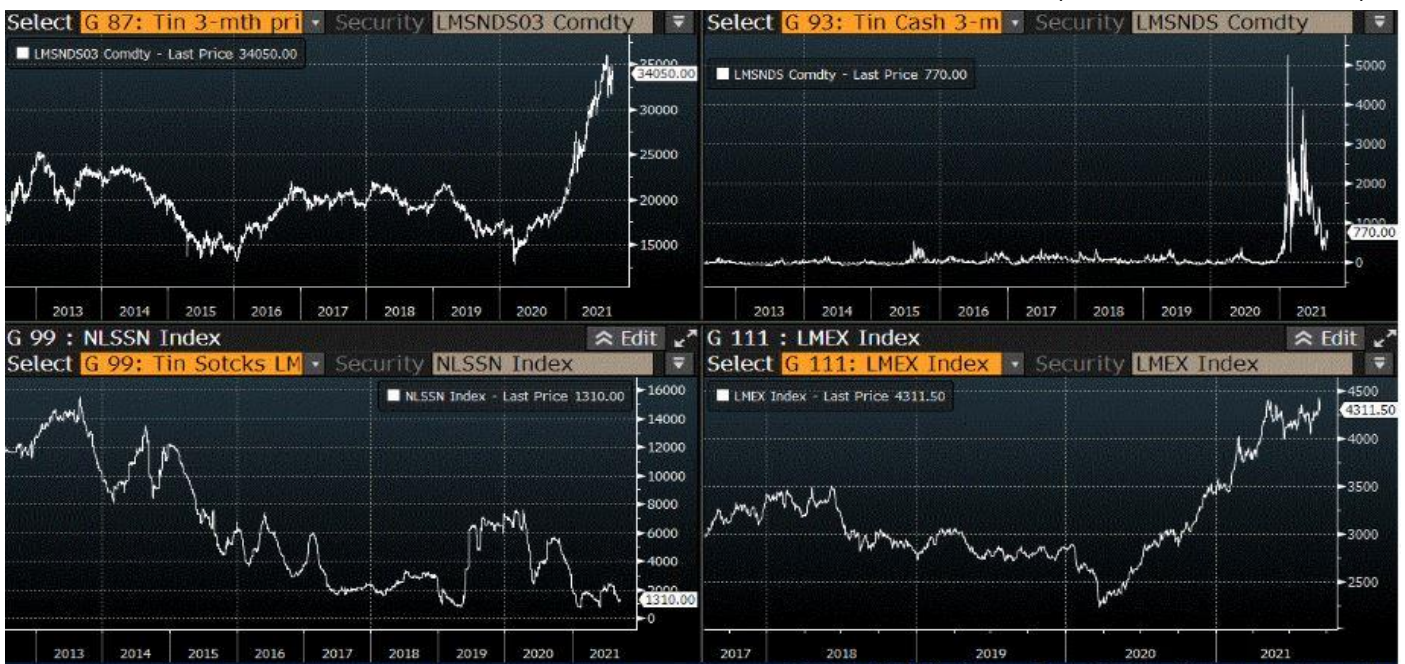 Select G 87: Tin 3-mth pri Security LMSNDS03 Comdty
LMSNDS03 Comdty - Last Price 34050.00
35000
34050.00
30000
25000
20000
15000
2013 2014 2015 2016 2017 2018 2019 2020 2021
Select G 93: Tin Cash 3-m Security LMSNDS Comdty
LMSNDS Comdty - Last Price 770.00
5000
4000
3000
2000
1000
770.00
0
2013 2014 2015 2016 2017 2018 2019 2020 2021
G 99 : NLSSN Index Edit
Select G 99: Tin Sotcks LM Security NLSSN Index
NLSSN Index - Last Price 1310.00
16000
14000
12000
10000
8000
6000
4000
2000
1310.00
0
2013 2014 2015 2016 2017 2018 2019 2020 2021
G 111 : LMEX Index Edit
Select G 111: LMEX Index Security LMEX Index
LMEX Index - Last Price 4311.50
4500
4311.50
4000
3500
3000
2500
2017 2018 2019 2020 2021